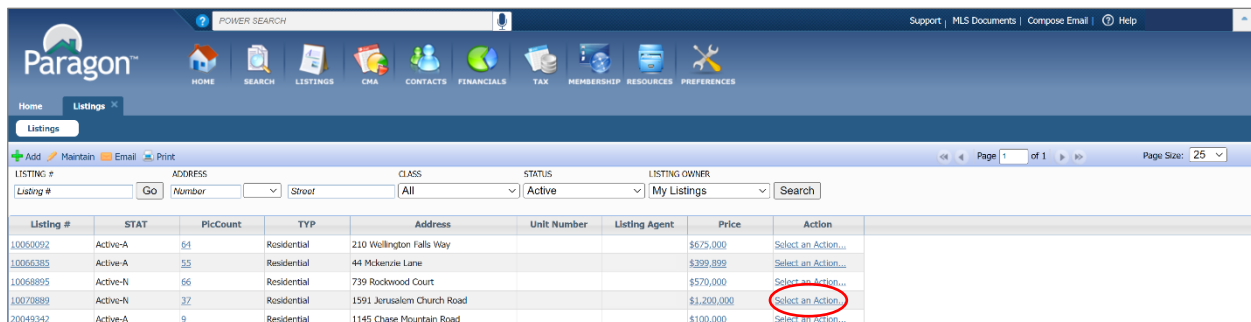 ? POWER SEARCH
Support | MLS Documents | Compose Email | ? Help
Paragon™
HOME SEARCH LISTINGS CMA CONTACTS FINANCIALS TAX MEMBERSHIP RESOURCES PREFERENCES
Home Listings ×
Listings
Add Maintain Email Print Page 1 of 1 Page Size: 25
LISTING # ADDRESS CLASS STATUS LISTING OWNER
Listing # Go Number Street All Active My Listings Search
Listing # STAT PicCount TYP Address Unit Number Listing Agent Price Action
10060092 Active-A 64 Residential 210 Wellington Falls Way $675,000 Select an Action...
10066385 Active-A 55 Residential 44 Mckenzie Lane $399,899 Select an Action...
10068895 Active-N 66 Residential 739 Rockwood Court $570,000 Select an Action...
10070889 Active-N 37 Residential 1591 Jerusalem Church Road $1,200,000 Select an Action...
20049342 Active-A 9 Residential 1145 Chase Mountain Road $100,000 Select an Action...